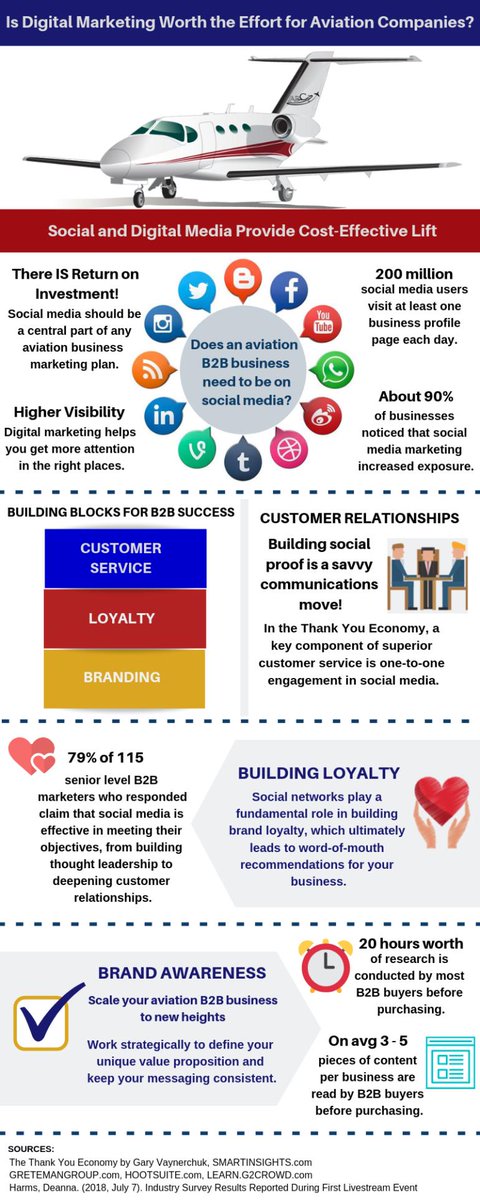 Is Digital Marketing Worth the Effort for Aviation Companies?
Social and Digital Media Provide Cost-Effective Lift
There IS Return on
Investment!
Social media should be
a central part of any
aviation business
marketing plan.
Higher Visibility
Digital marketing helps
you get more attention
in the right places.
You
Tube
in
t
Does an aviation
B2B business
need to be on
social media?
200 million
social media users
visit at least one
business profile
page each day.
About 90%
of businesses
noticed that social
media marketing
increased exposure.
BUILDING BLOCKS FOR B2B SUCCESS
CUSTOMER
SERVICE
LOYALTY
BRANDING
CUSTOMER RELATIONSHIPS
Building social
proof is a savvy
communications
move!
In the Thank You Economy, a
key component of superior
customer service is one-to-one
engagement in social media.
79% of 115
senior level B2B
marketers who responded
claim that social media is
effective in meeting their
objectives, from building
thought leadership to
deepening customer
relationships.
BUILDING LOYALTY
Social networks play a
fundamental role in building
brand loyalty, which ultimately
leads to word-of-mouth
recommendations for your
business.
BRAND AWARENESS
Scale your aviation B2B business
to new heights
Work strategically to define your
unique value proposition and
keep your messaging consistent.
20 hours worth
of research is
conducted by most
B2B buyers before
purchasing.
On avg 3 - 5
pieces of content
per business are
read by B2B buyers
before purchasing.
SOURCES:
The Thank You Economy by Gary Vaynerchuk, SMARTINSIGHTS.com
GRETEMANGROUP.com, HOOTSUITE.com, LEARN.G2CROWD.com
Harms, Deanna. (2018, July 7). Industry Survey Results Reported During First Livestream Event